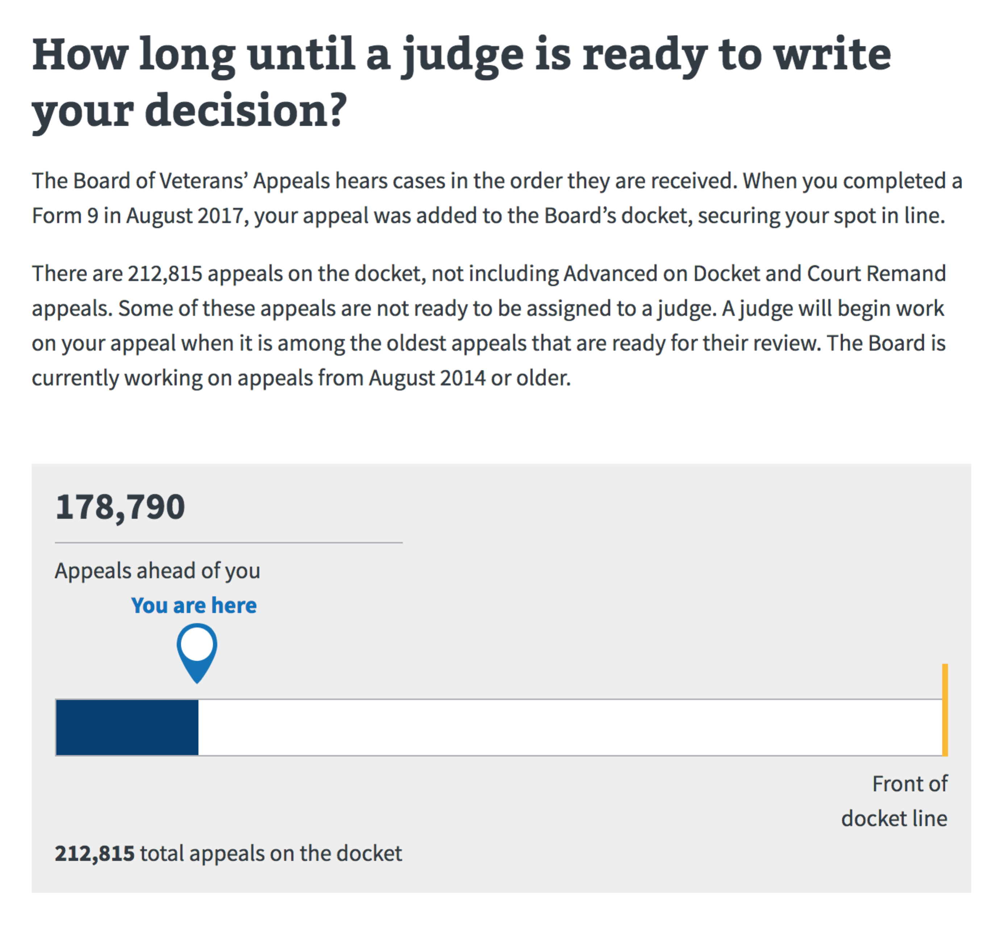 How long until a judge is ready to write
your decision?
The Board of Veterans’ Appeals hears cases in the order they are received. When you completed a
Form 9 in August 2017, your appeal was added to the Board’s docket, securing your spot in line.
There are 212,815 appeals on the docket, not including Advanced on Docket and Court Remand
appeals. Some of these appeals are not ready to be assigned to a judge. A judge will begin work
on your appeal when it is among the oldest appeals that are ready for their review. The Board is
currently working on appeals from August 2014 or older.
178,790
Appeals ahead of you
You are here
Front of
docket line
212,815 total appeals on the docket